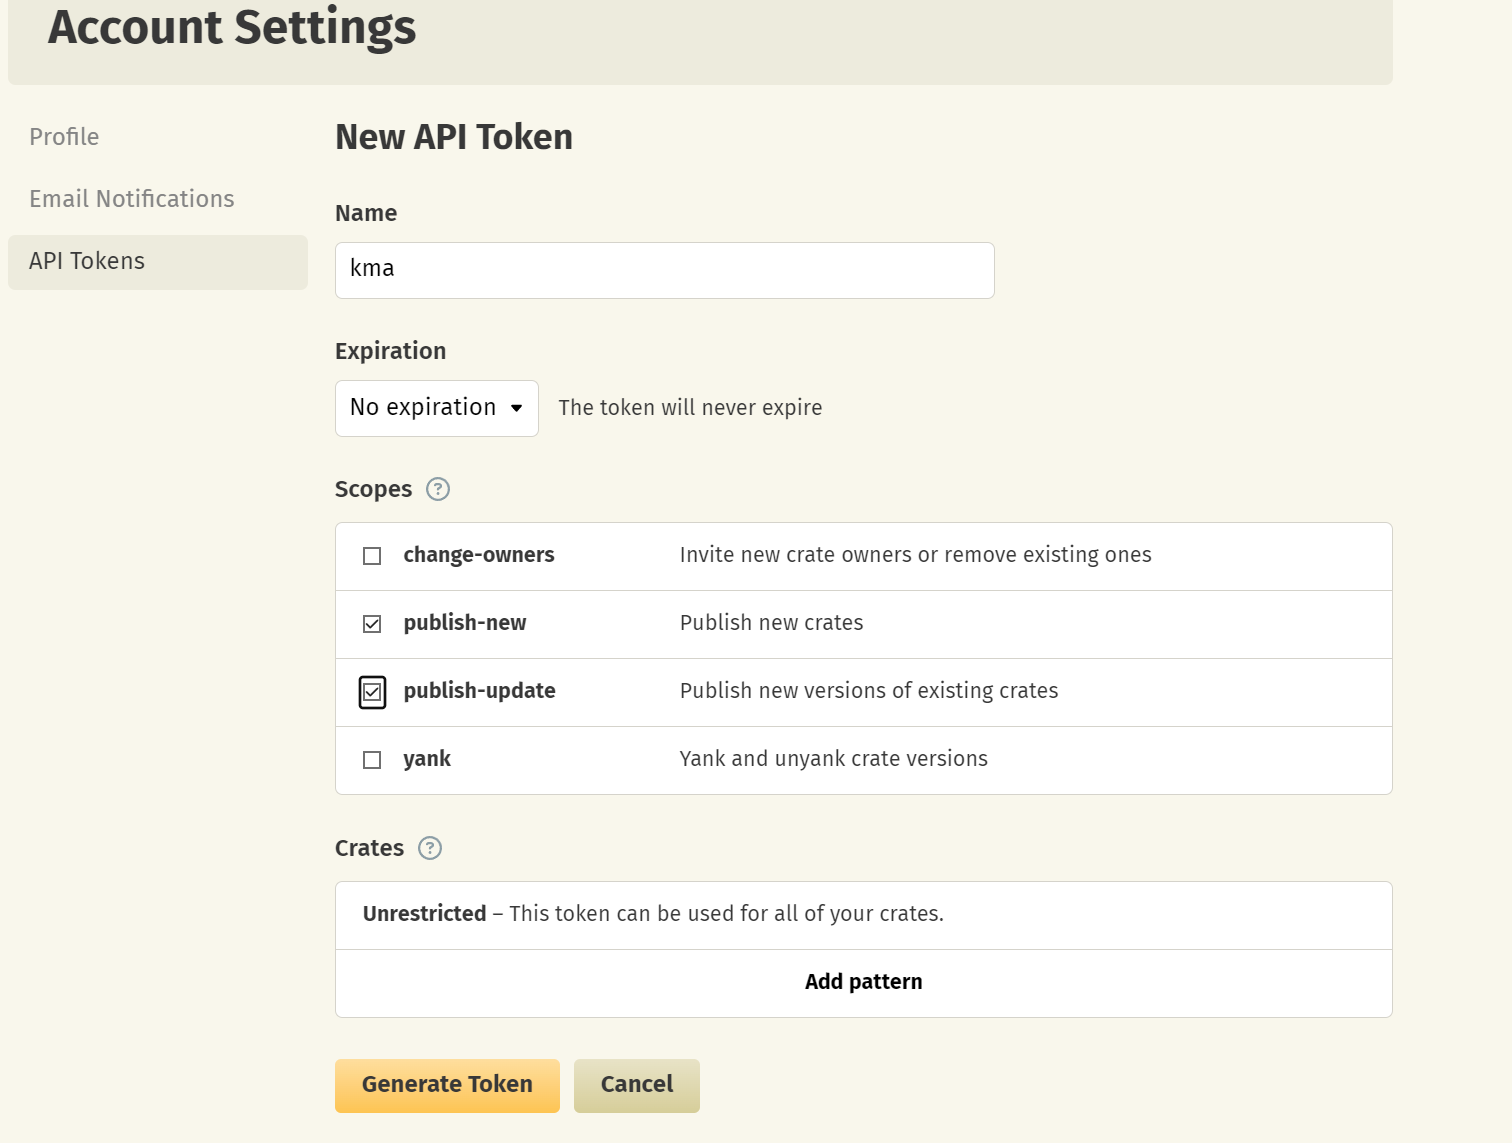 Account Settings
Profile
Email Notifications
API Tokens
New API Token
Name
kma
Expiration
No expiration
The token will never expire
Scopes ?
change-owners Invite new crate owners or remove existing ones
publish-new Publish new crates
publish-update Publish new versions of existing crates
yank Yank and unyank crate versions
Crates ?
Unrestricted – This token can be used for all of your crates.
Add pattern
Generate Token Cancel